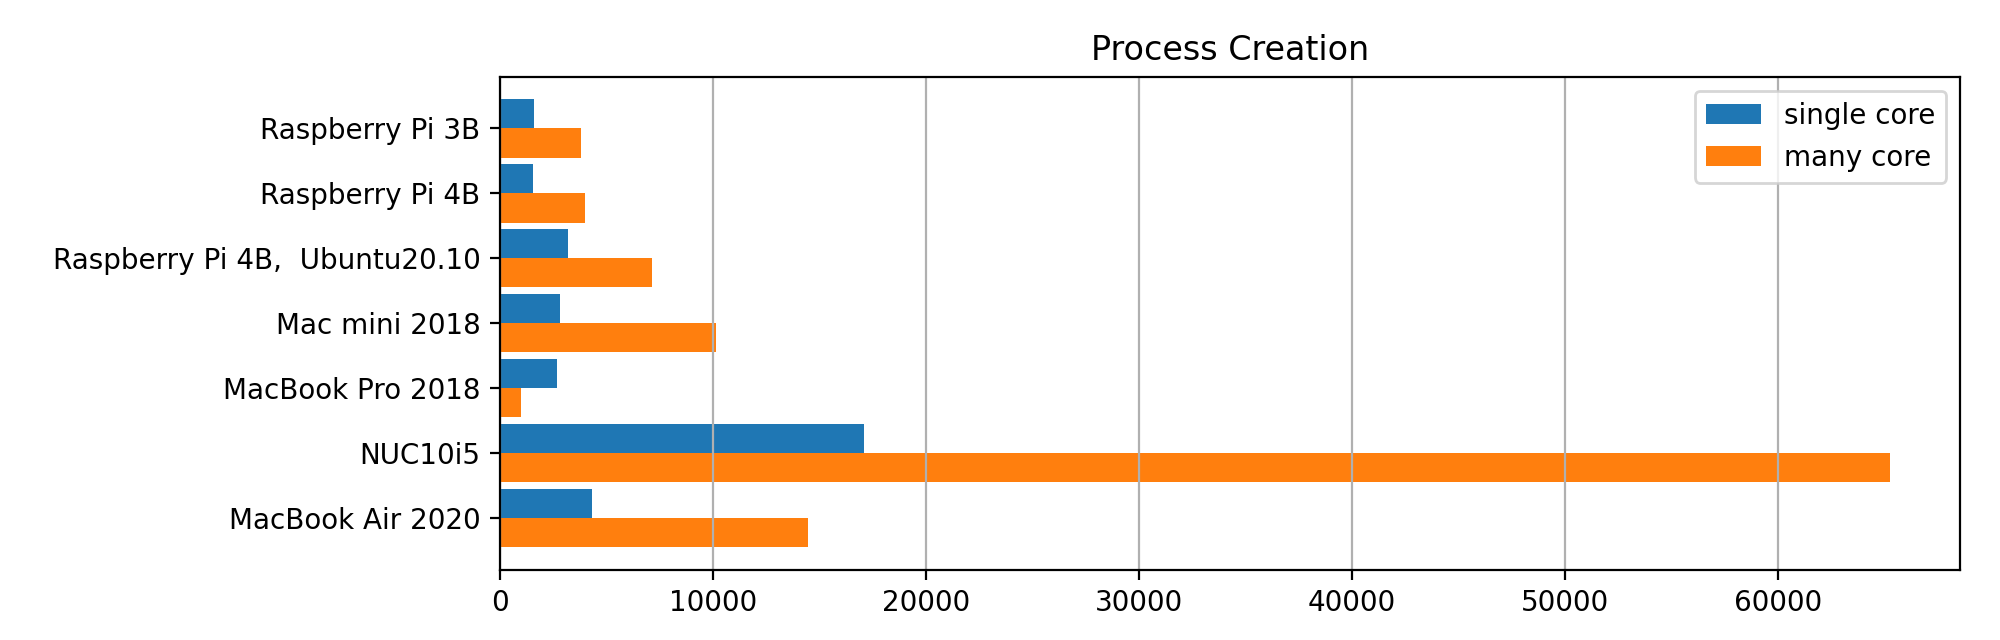 Process Creation
single core
many core
Raspberry Pi 3B
Raspberry Pi 4B
Raspberry Pi 4B,  Ubuntu20.10
Mac mini 2018
MacBook Pro 2018
NUC10i5
MacBook Air 2020
0 10000 20000 30000 40000 50000 60000